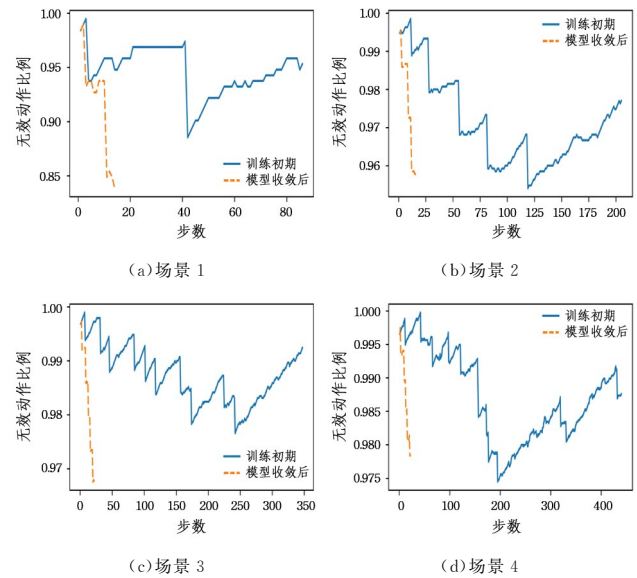 1.00
0.95
0.90
0.85
无效动作比例
训练初期
模型收敛后
0 20 40 60 80
步数
(a)场景 1
1.00
0.99
0.98
0.97
0.96
无效动作比例
训练初期
模型收敛后
0 25 50 75 100 125 150 175 200
步数
(b)场景 2
1.00
0.99
0.98
0.97
无效动作比例
训练初期
模型收敛后
0 50 100 150 200 250 300 350
步数
(c)场景 3
1.000
0.995
0.990
0.985
0.980
0.975
无效动作比例
训练初期
模型收敛后
0 100 200 300 400
步数
(d)场景 4